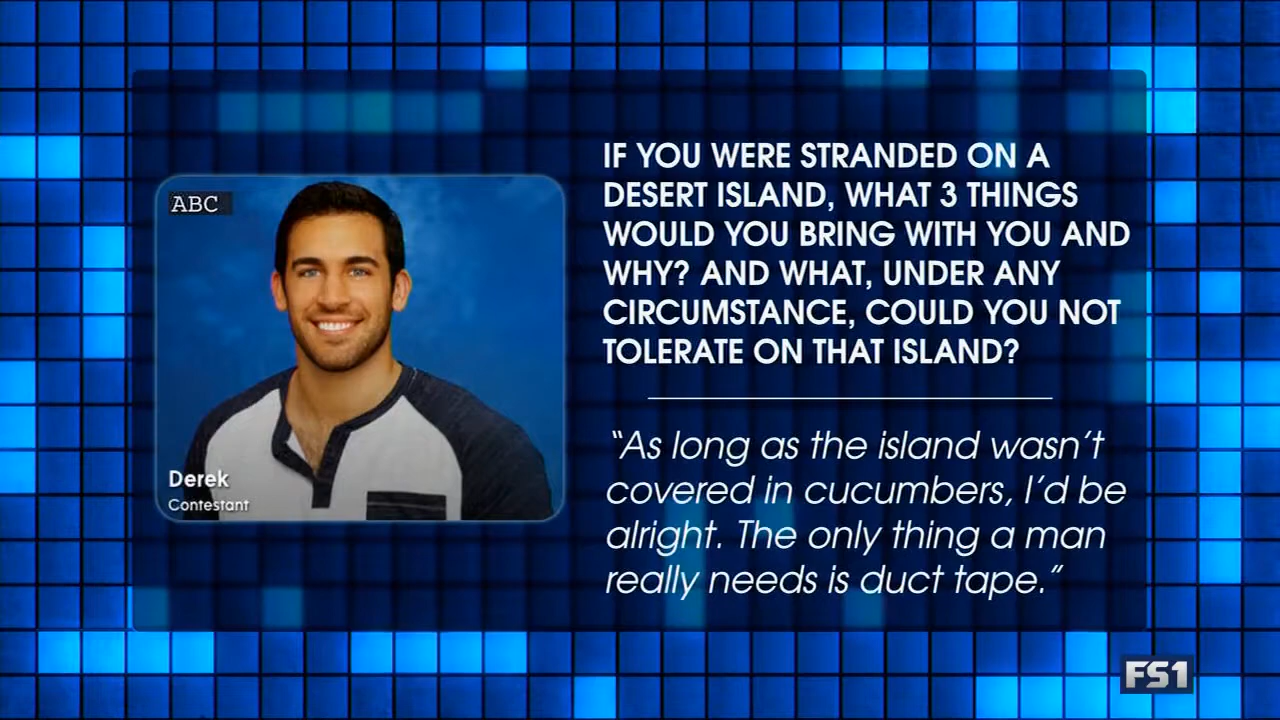 ABC
Derek
Contestant
IF YOU WERE STRANDED ON A
DESERT ISLAND, WHAT 3 THINGS
WOULD YOU BRING WITH YOU AND
WHY? AND WHAT, UNDER ANY
CIRCUMSTANCE, COULD YOU NOT
TOLERATE ON THAT ISLAND?
“As long as the island wasn’t
covered in cucumbers, I’d be
alright. The only thing a man
really needs is duct tape.”
FS1